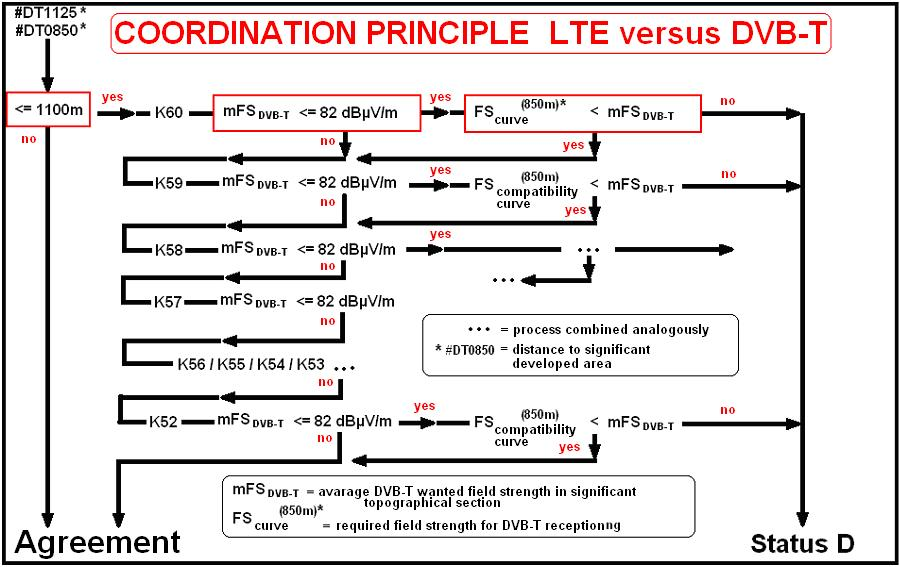 #DT1125*
#DT0850*
COORDINATION PRINCIPLE LTE versus DVB-T
<= 1100m
yes
no
K60
mFS DVB-T <= 82 dBµV/m
yes
no
FS curve (850m)* < mFS DVB-T
no
yes
K59
mFS DVB-T <= 82 dBµV/m
yes
no
FS (850m) compatibility curve < mFS DVB-T
no
yes
K58
mFS DVB-T <= 82 dBµV/m
yes
no
...
...
K57
mFS DVB-T <= 82 dBµV/m
no
... = process combined analogously
* #DT0850 = distance to significant
developed area
K56 / K55 / K54 / K53 ...
no
K52
mFS DVB-T <= 82 dBµV/m
yes
no
FS (850m) compatibility curve < mFS DVB-T
no
yes
mFS DVB-T = avarage DVB-T wanted field strength in significant
topographical section
FS curve (850m)* = required field strength for DVB-T receptionng
Agreement
Status D